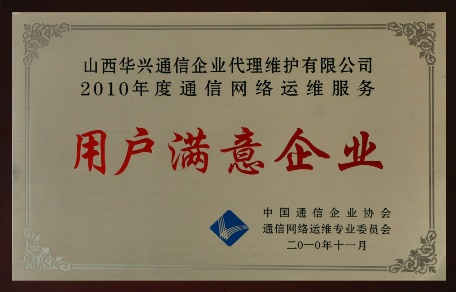 山西华兴通信企业代理维护有限公司
2010年度通信网络运维服务
用户满意企业
中国通信企业协会
通信网络运维专业委员会
二〇一〇年十一月